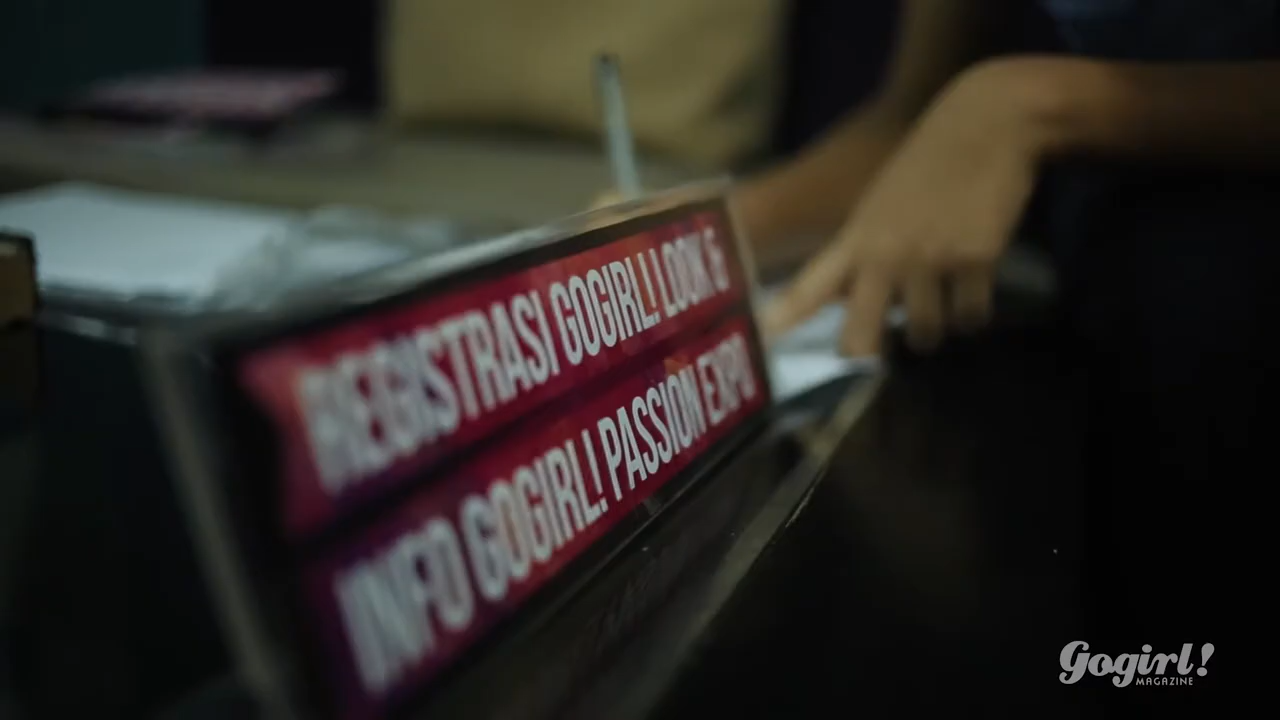 REGISTRASI GOGIRL! LOOK &
INFO GOGIRL! PASSION EXPO
Gogirl!
MAGAZINE